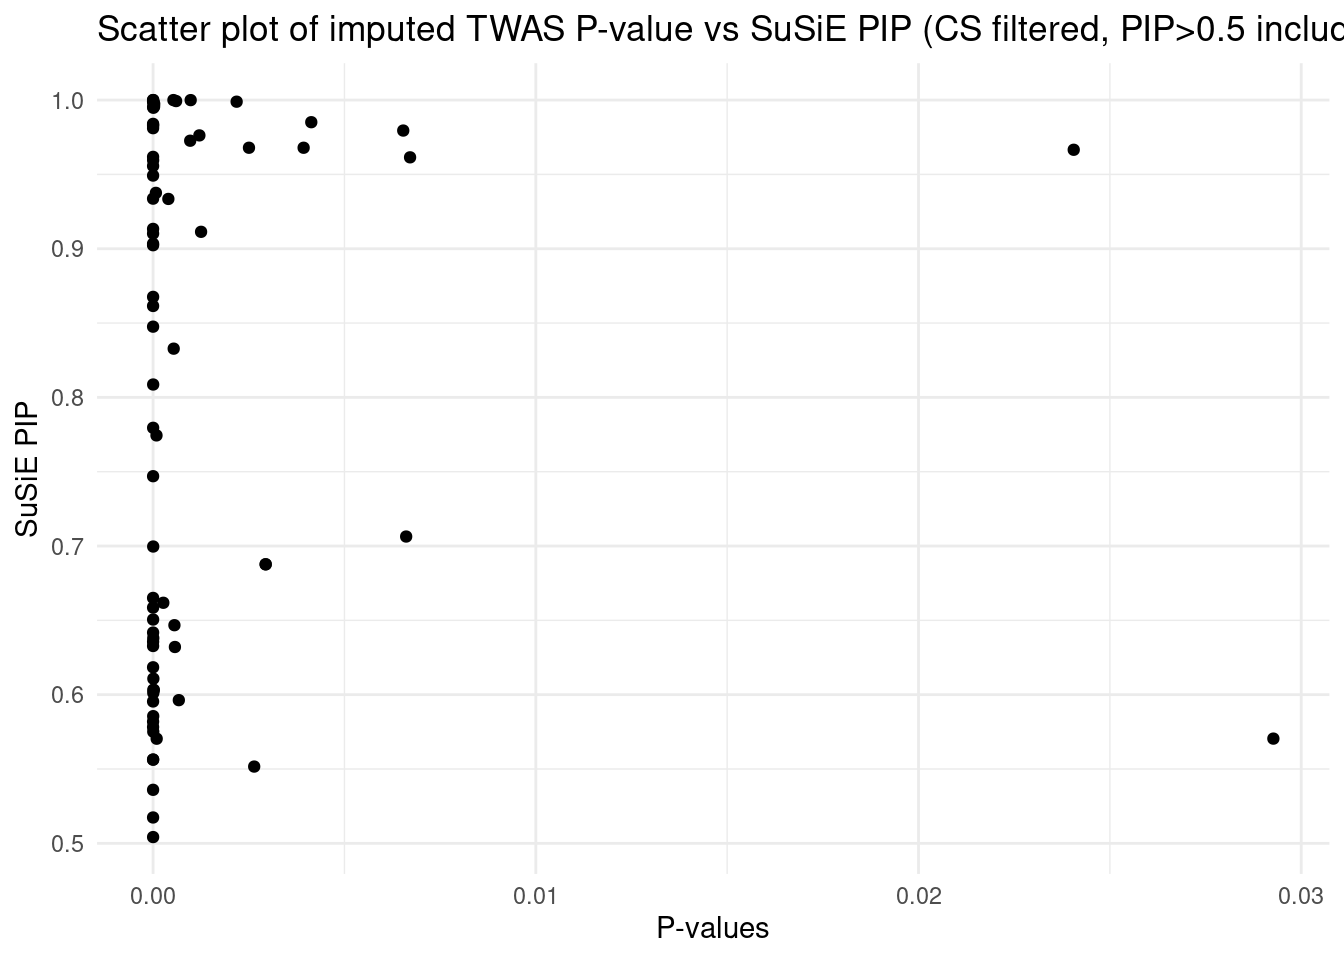 Scatter plot of imputed TWAS P-value vs SuSiE PIP (CS filtered, PIP>0.5 includ
1.0
0.9
0.8
0.7
0.6
0.5
SuSiE PIP
0.00 0.01 0.02 0.03
P-values